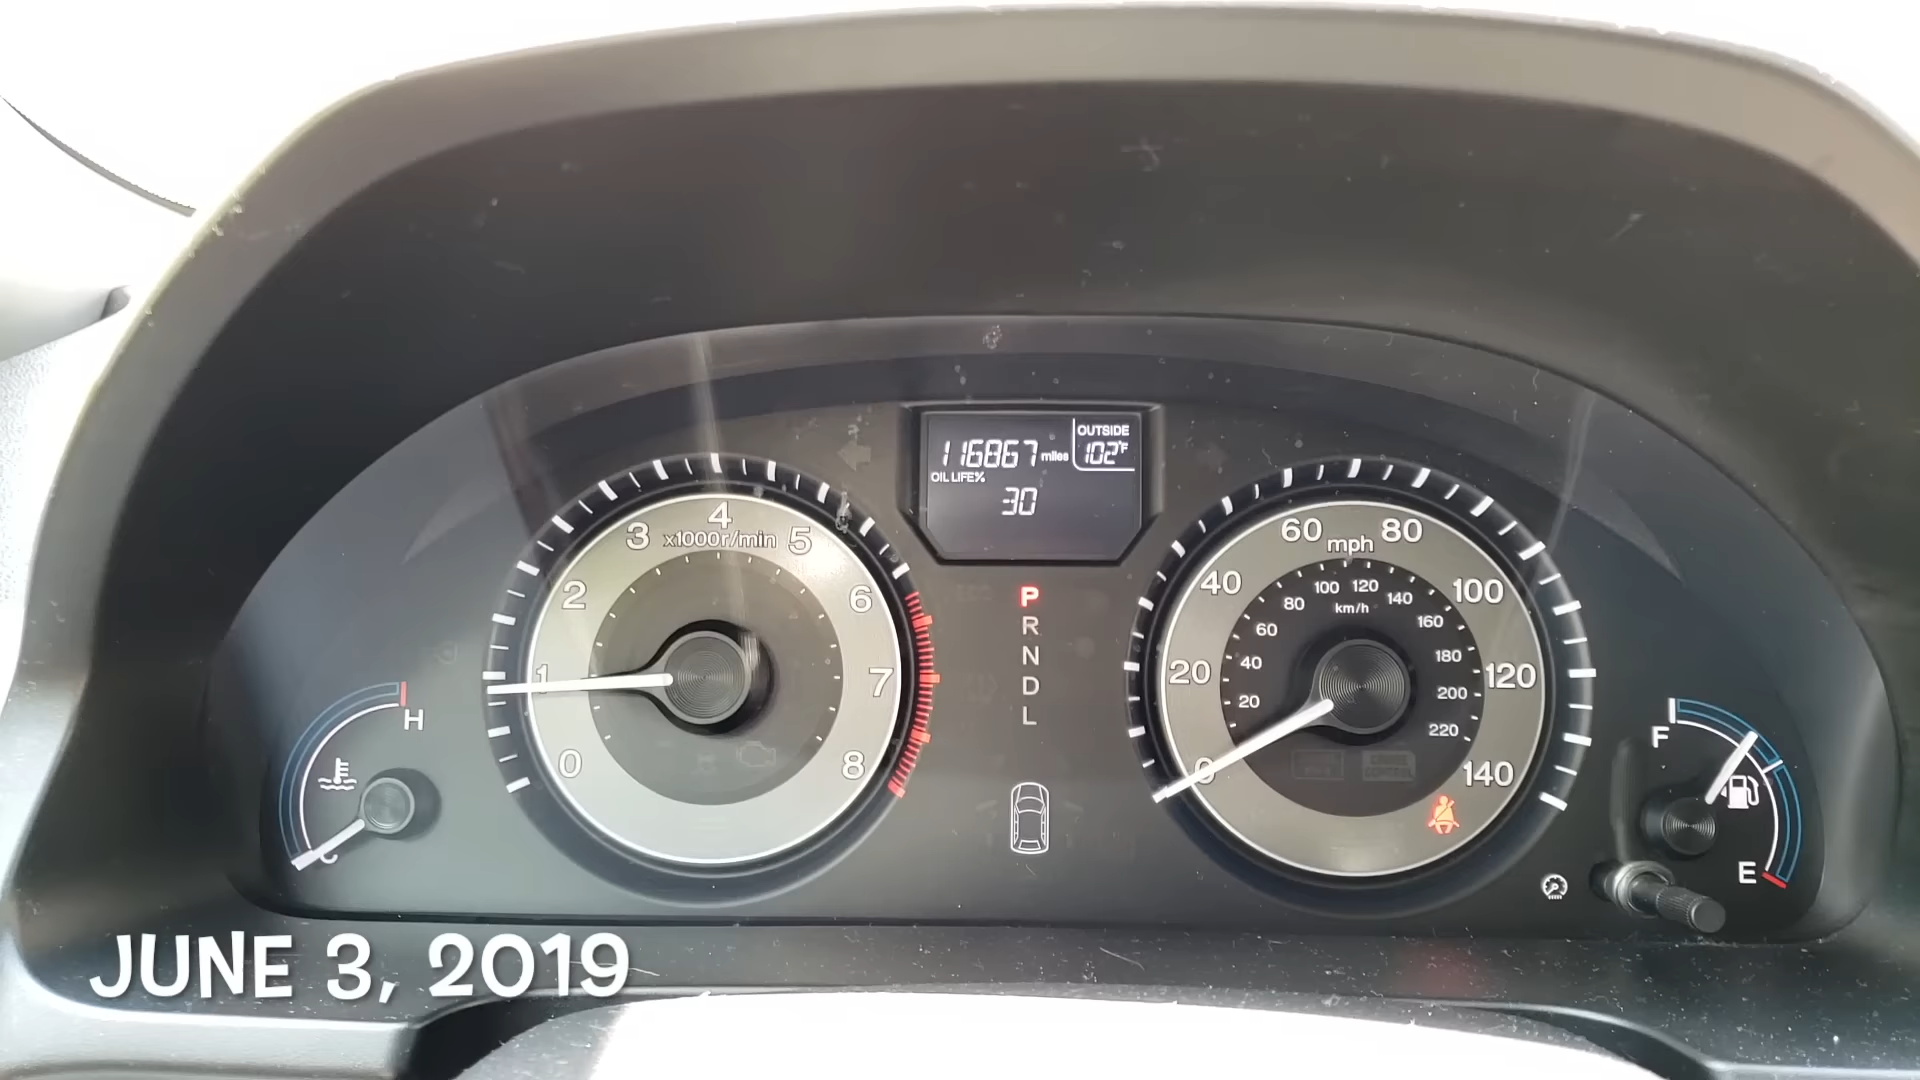 OUTSIDE
116867 miles 102°F
OIL LIFE%
30
4
3 x1000r/min 5
2 6
1 7
0 8
H
C
P
R
N
D
L
60 mph 80
40 100
20 120
0 140
100 120
80 km/h 140
60 160
40 180
20 200
220
F
E
JUNE 3, 2019